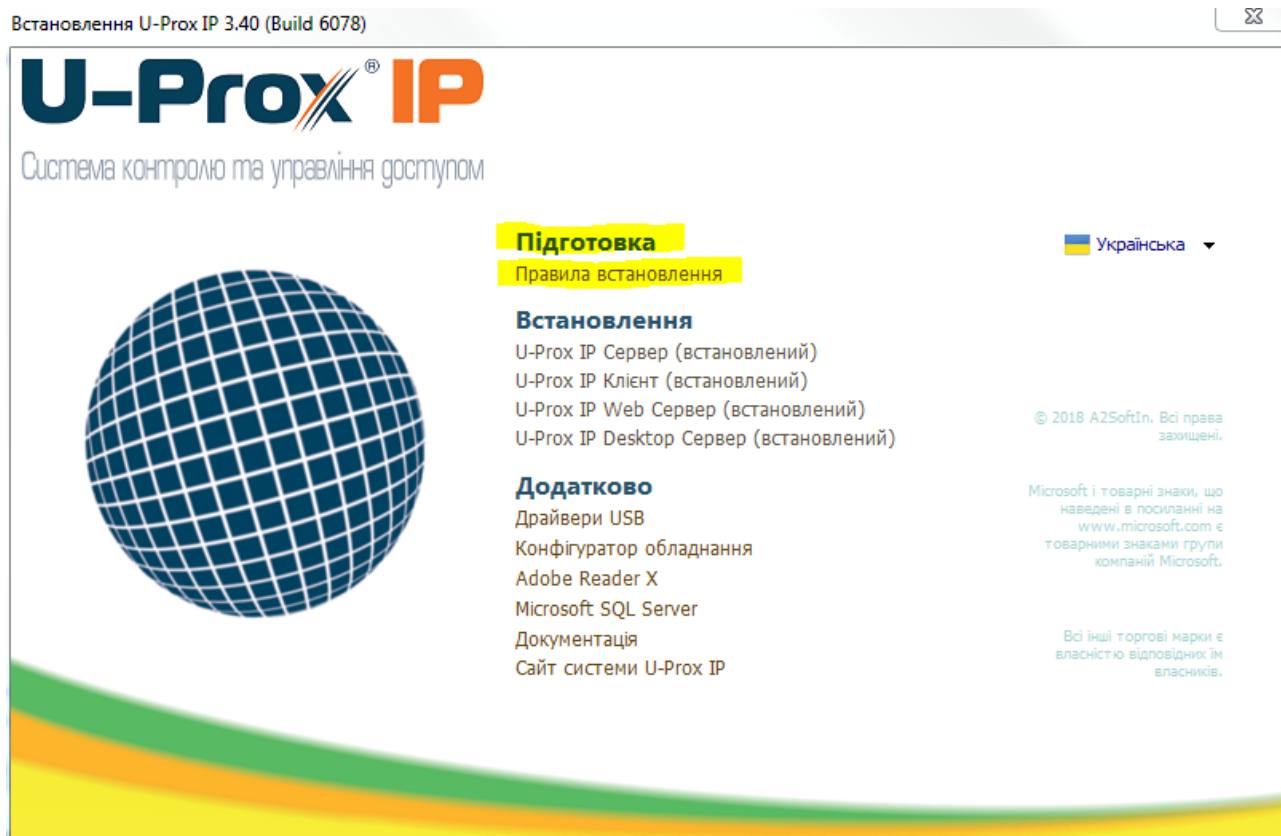 Встановлення U-Prox IP 3.40 (Build 6078)
U-Prox® IP
Система контролю та управління доступом
Підготовка
Правила встановлення
Українська
Встановлення
U-Prox IP Сервер (встановлений)
U-Prox IP Клієнт (встановлений)
U-Prox IP Web Сервер (встановлений)
U-Prox IP Desktop Сервер (встановлений)
Додатково
Драйвери USB
Конфігуратор обладнання
Adobe Reader X
Microsoft SQL Server
Документація
Сайт системи U-Prox IP
© 2018 A2SoftIn. Всі права
захищені.
Microsoft і товарні знаки, що
наведені в посиланні на
www.microsoft.com є
товарними знаками групи
компаній Microsoft.
Всі інші торгові марки є
власністю відповідних їм
власників.